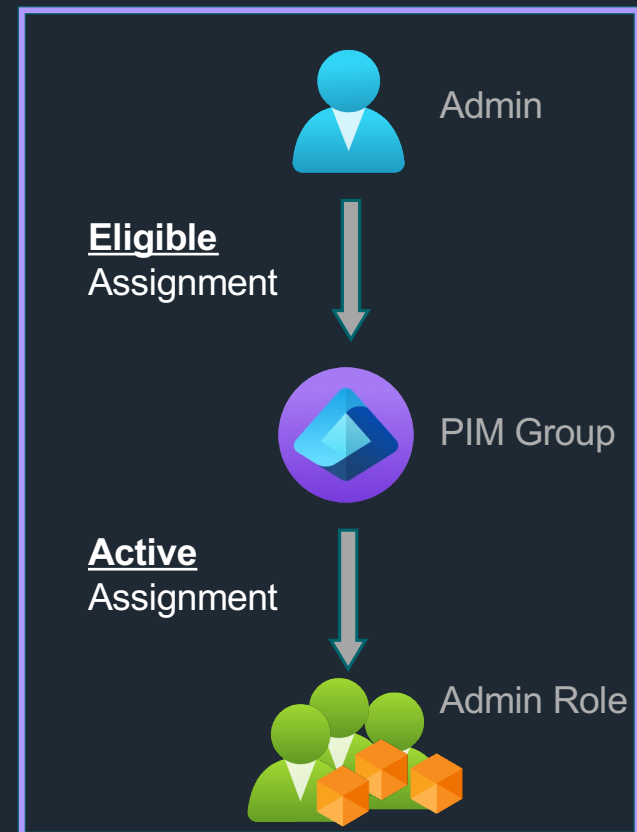 Admin
Eligible
Assignment
PIM Group
Active
Assignment
Admin Role